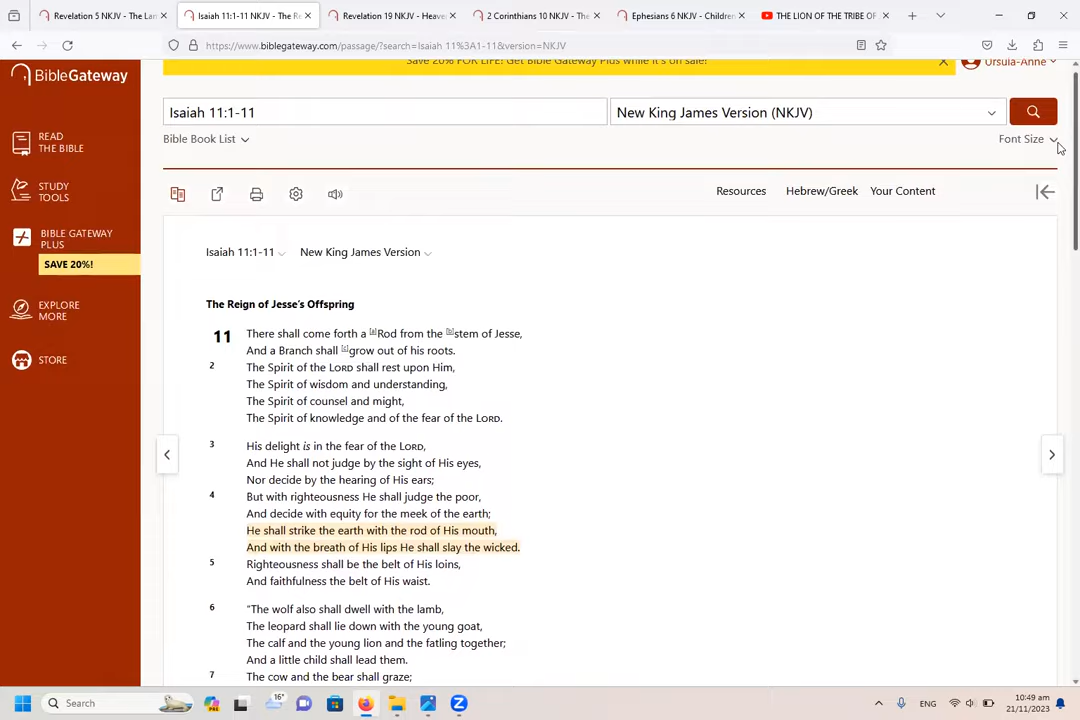 Revelation 5 NKJV - The Lam
Isaiah 11:1-11 NKJV - The Re
Revelation 19 NKJV - Heaven
2 Corinthians 10 NKJV - The
Ephesians 6 NKJV - Children
THE LION OF THE TRIBE OF
https://www.biblegateway.com/passage/?search=Isaiah 11%3A1-11&version=NKJV
Save 20% FOR LIFE! Get Bible Gateway Plus while it's on sale!
Ursula-Anne
BibleGateway
Isaiah 11:1-11
New King James Version (NKJV)
Bible Book List
Font Size
READ
THE BIBLE
STUDY
TOOLS
BIBLE GATEWAY
PLUS
SAVE 20%!
EXPLORE
MORE
STORE
Resources
Hebrew/Greek
Your Content
Isaiah 11:1-11
New King James Version
The Reign of Jesse's Offspring
11 There shall come forth a [a]Rod from the [b]stem of Jesse,
And a Branch shall [c]grow out of his roots.
2 The Spirit of the LORD shall rest upon Him,
The Spirit of wisdom and understanding,
The Spirit of counsel and might,
The Spirit of knowledge and of the fear of the LORD.
3 His delight is in the fear of the LORD,
And He shall not judge by the sight of His eyes,
Nor decide by the hearing of His ears;
4 But with righteousness He shall judge the poor,
And decide with equity for the meek of the earth;
He shall strike the earth with the rod of His mouth,
And with the breath of His lips He shall slay the wicked.
5 Righteousness shall be the belt of His loins,
And faithfulness the belt of His waist.
6 "The wolf also shall dwell with the lamb,
The leopard shall lie down with the young goat,
The calf and the young lion and the fatling together;
And a little child shall lead them.
7 The cow and the bear shall graze;
Search
16°
ENG
10:49 am
21/11/2023